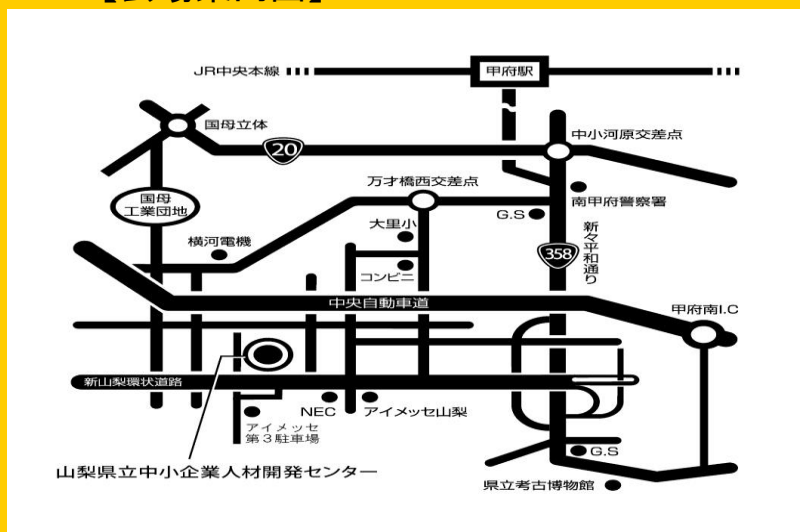 JR中央本線
甲府駅
国母立体
20
中小河原交差点
万才橋西交差点
国母
工業団地
南甲府警察署
G.S
大里小
横河電機
新々平和通り
358
コンビニ
中央自動車道
甲府南I.C
新山梨環状道路
NEC
アイメッセ山梨
アイメッセ
第3駐車場
G.S
山梨県立中小企業人材開発センター
県立考古博物館